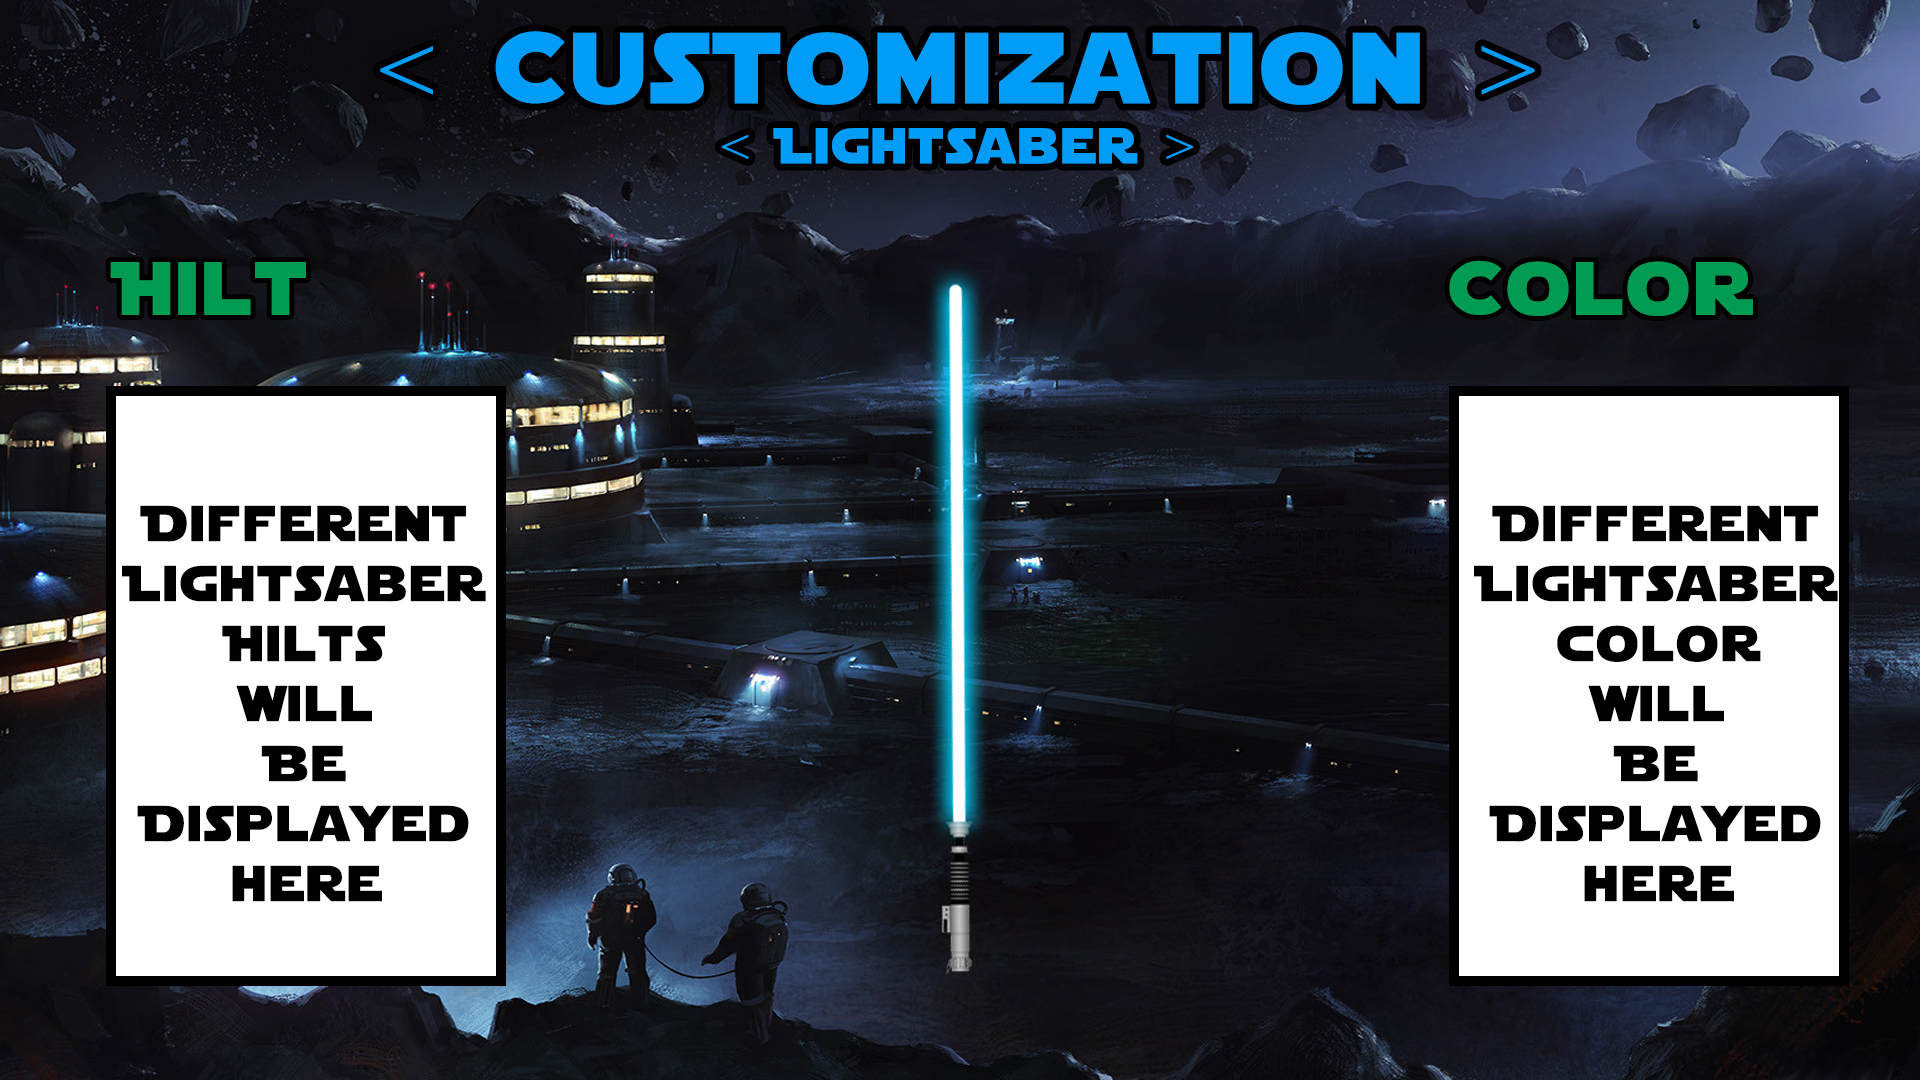 < CUSTOMIZATION >
< LIGHTSABER >
HILT
DIFFERENT
LIGHTSABER
HILTS
WILL
BE
DISPLAYED
HERE
COLOR
DIFFERENT
LIGHTSABER
COLOR
WILL
BE
DISPLAYED
HERE